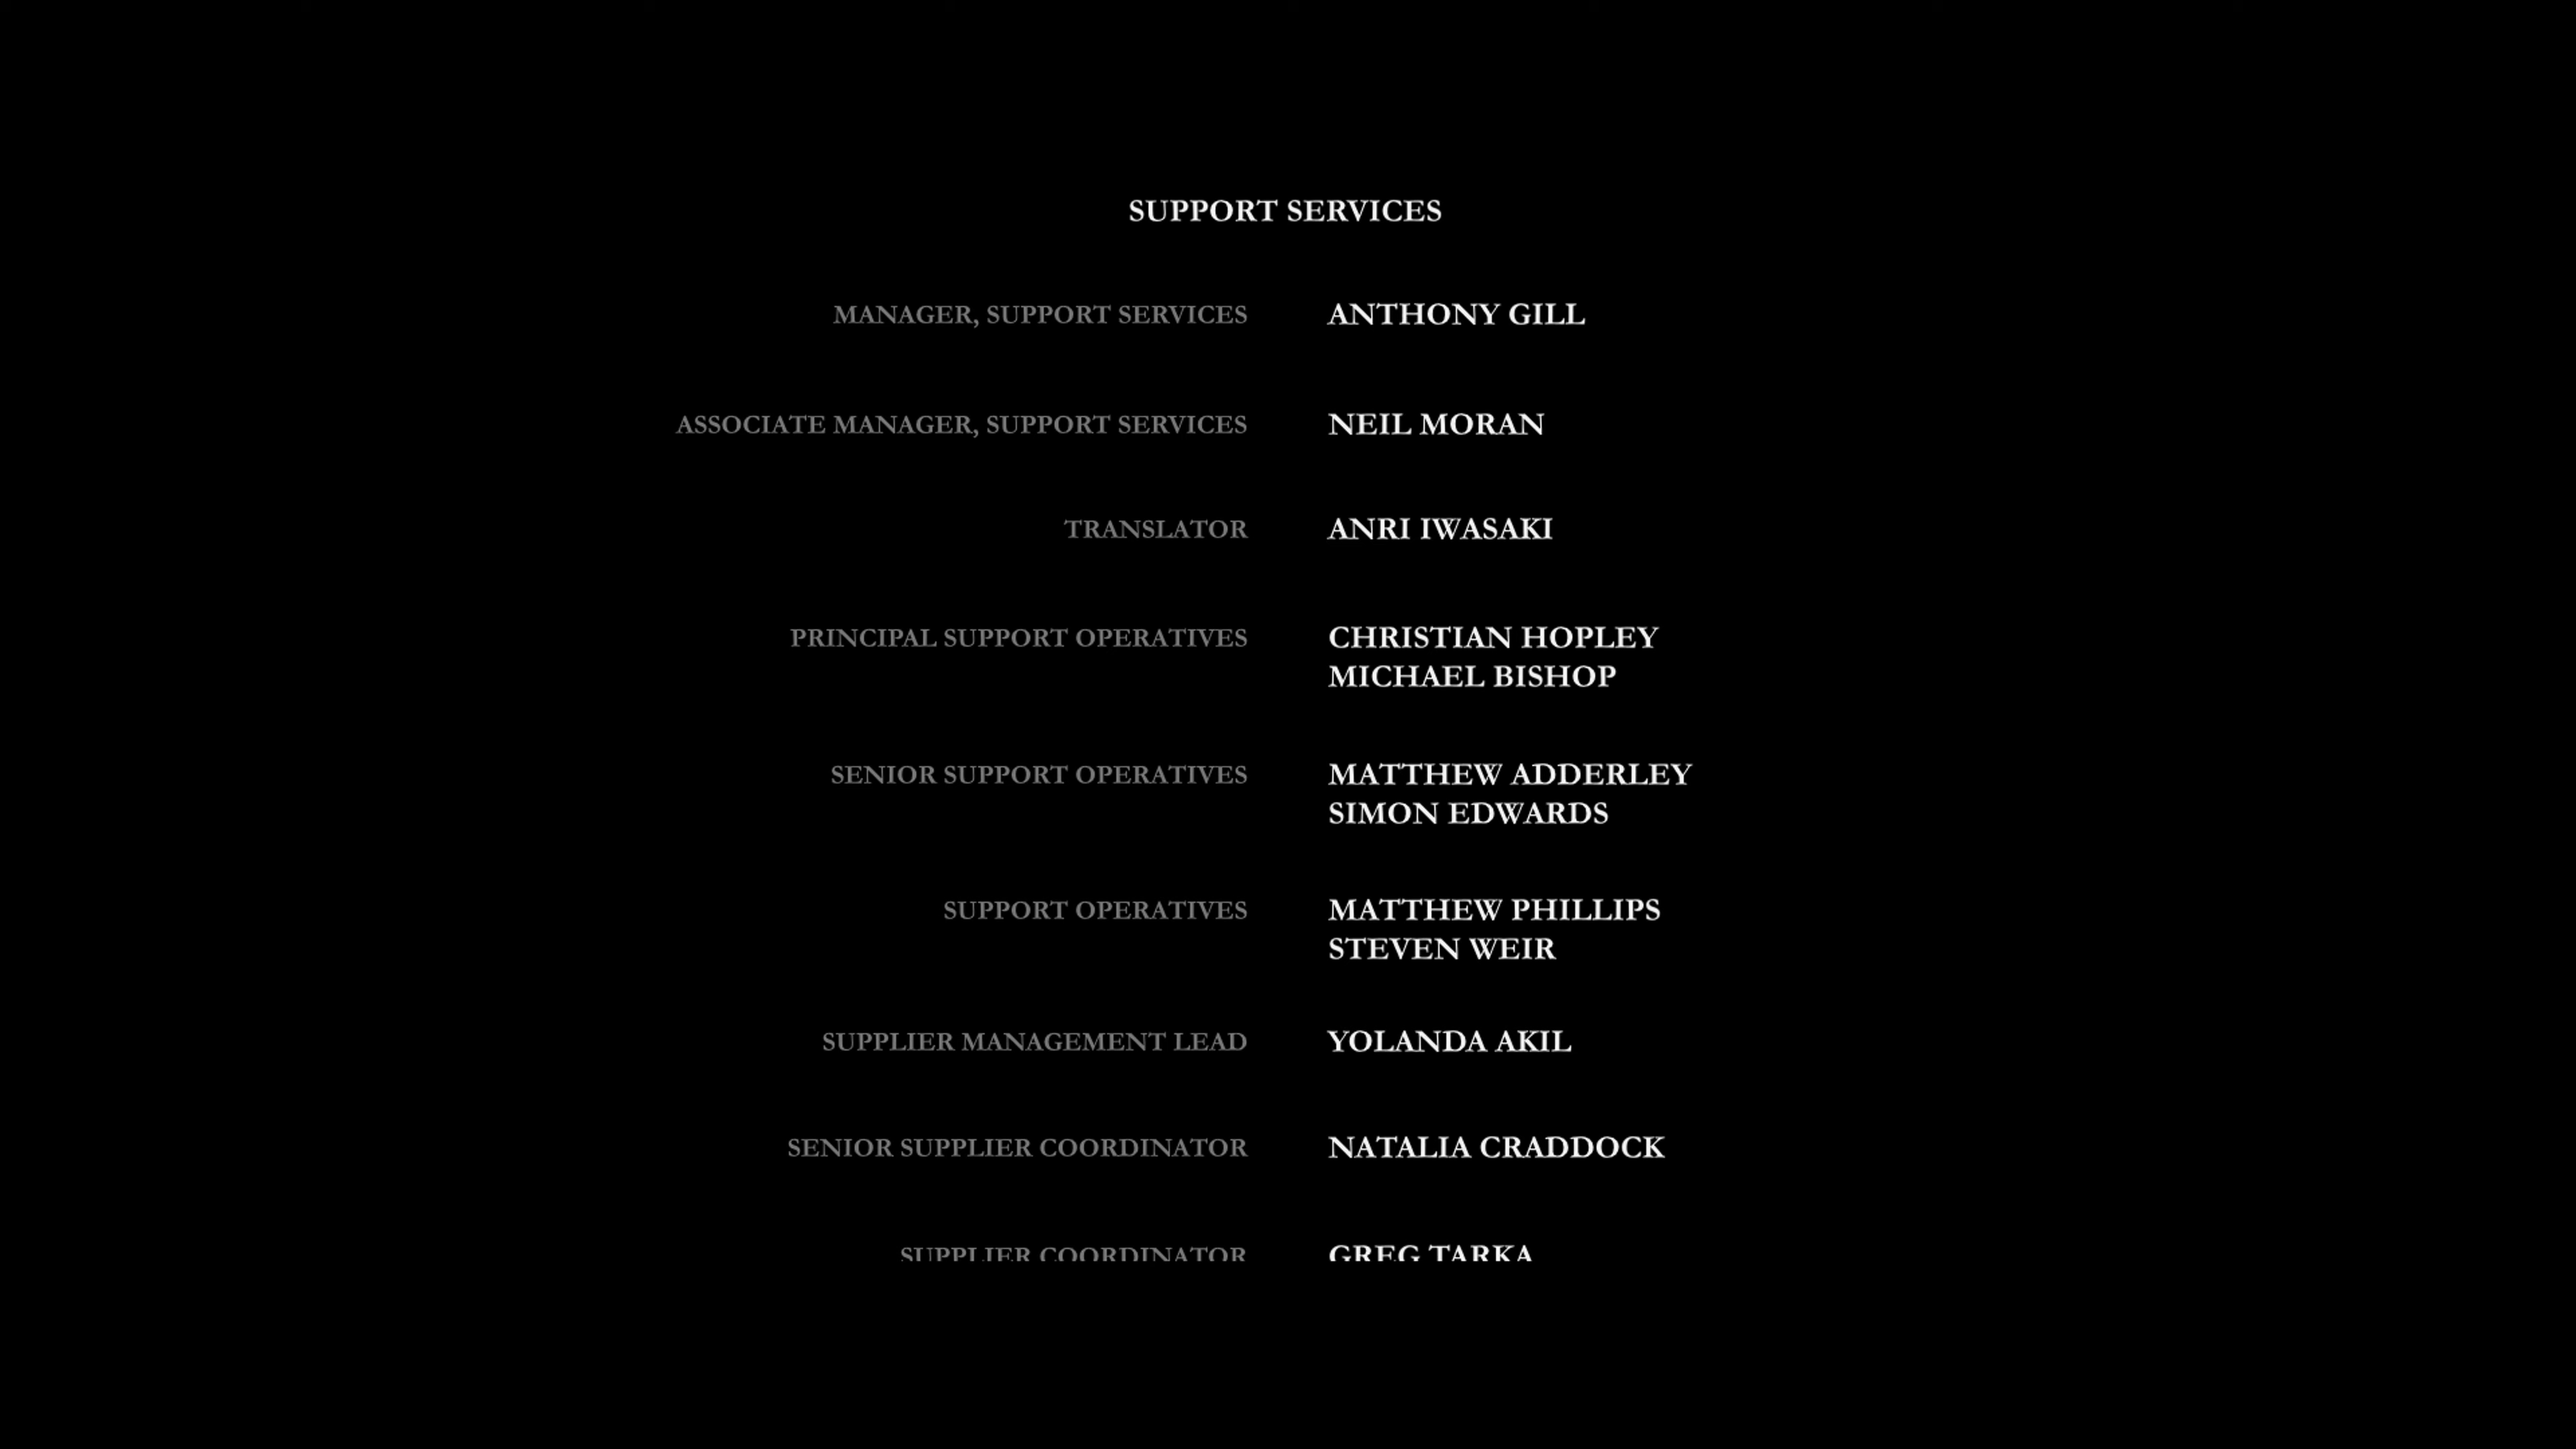 SUPPORT SERVICES
MANAGER, SUPPORT SERVICES ANTHONY GILL
ASSOCIATE MANAGER, SUPPORT SERVICES NEIL MORAN
TRANSLATOR ANRI IWASAKI
PRINCIPAL SUPPORT OPERATIVES CHRISTIAN HOPLEY
MICHAEL BISHOP
SENIOR SUPPORT OPERATIVES MATTHEW ADDERLEY
SIMON EDWARDS
SUPPORT OPERATIVES MATTHEW PHILLIPS
STEVEN WEIR
SUPPLIER MANAGEMENT LEAD YOLANDA AKIL
SENIOR SUPPLIER COORDINATOR NATALIA CRADDOCK
SUPPLIER COORDINATOR GREG TARKA